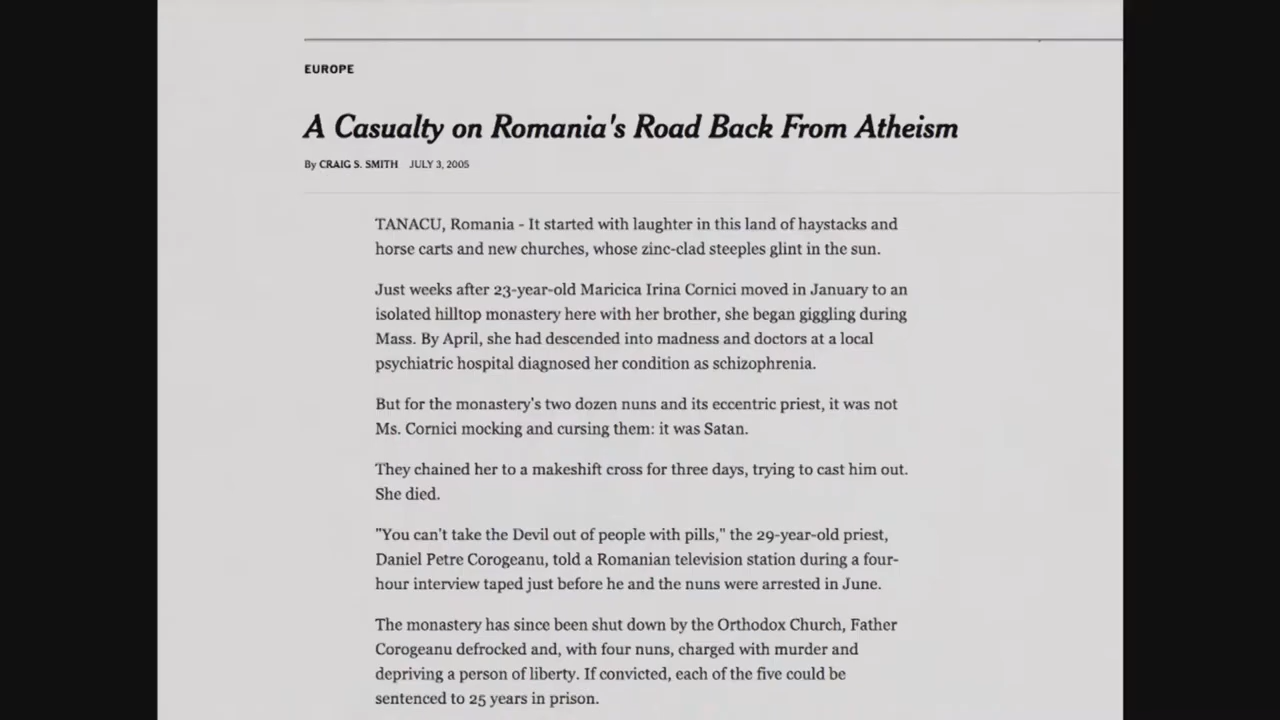 EUROPE
A Casualty on Romania's Road Back From Atheism
By CRAIG S. SMITH JULY 3, 2005
TANACU, Romania - It started with laughter in this land of haystacks and
horse carts and new churches, whose zinc-clad steeples glint in the sun.
Just weeks after 23-year-old Maricica Irina Cornici moved in January to an
isolated hilltop monastery here with her brother, she began giggling during
Mass. By April, she had descended into madness and doctors at a local
psychiatric hospital diagnosed her condition as schizophrenia.
But for the monastery's two dozen nuns and its eccentric priest, it was not
Ms. Cornici mocking and cursing them: it was Satan.
They chained her to a makeshift cross for three days, trying to cast him out.
She died.
"You can't take the Devil out of people with pills," the 29-year-old priest,
Daniel Petre Corogeanu, told a Romanian television station during a four-
hour interview taped just before he and the nuns were arrested in June.
The monastery has since been shut down by the Orthodox Church, Father
Corogeanu defrocked and, with four nuns, charged with murder and
depriving a person of liberty. If convicted, each of the five could be
sentenced to 25 years in prison.